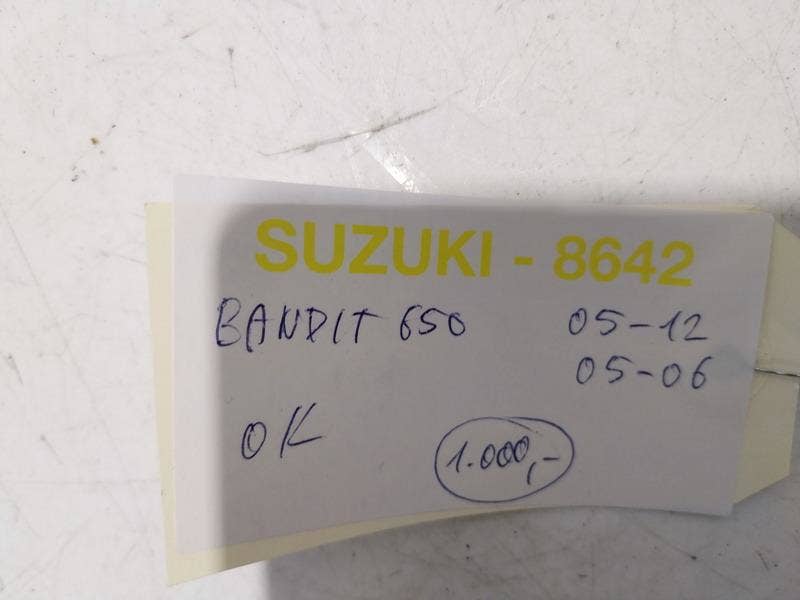 SUZUKI - 8642
BANDIT 650 05-12
05-06
OK 1.000,-